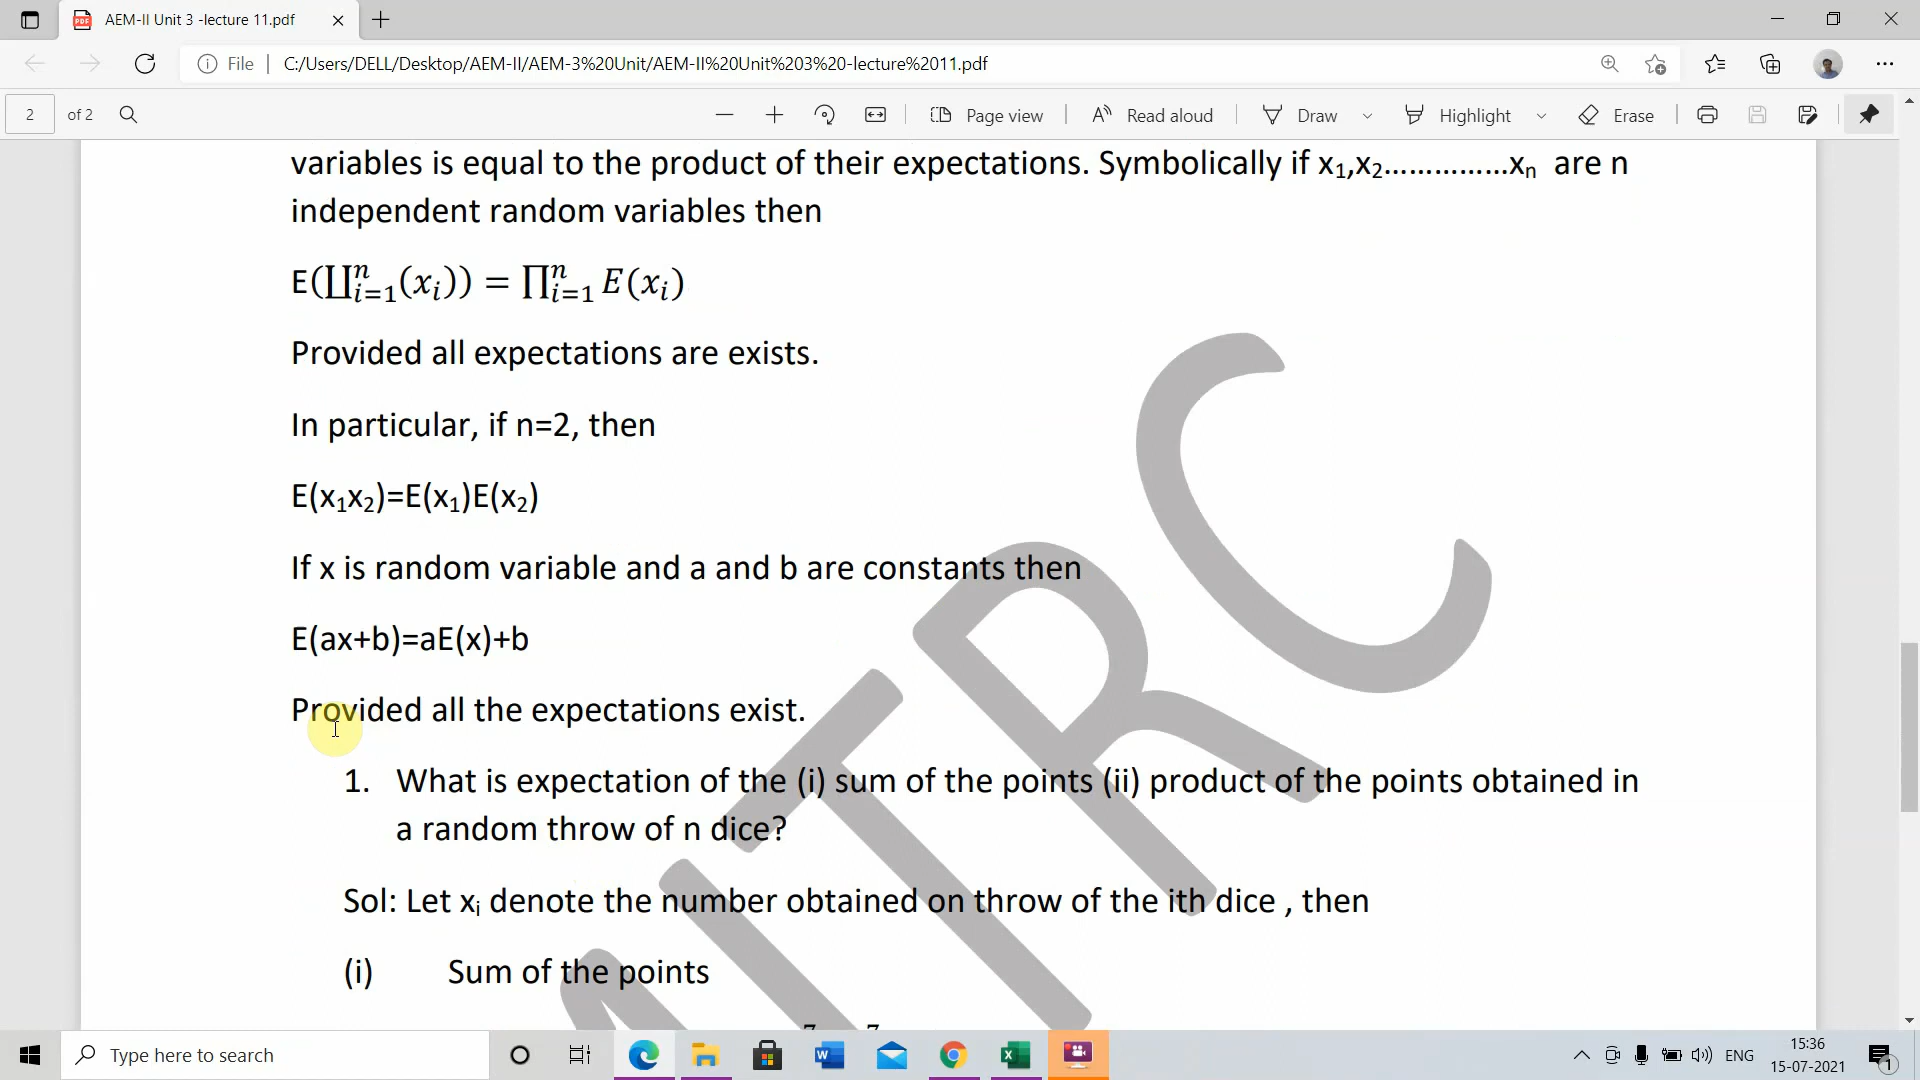 AEM-II Unit 3 -lecture 11.pdf
File
C:/Users/DELL/Desktop/AEM-II/AEM-3%20Unit/AEM-II%20Unit%203%20-lecture%2011.pdf
2 of 2
Page view
Read aloud
Draw
Highlight
Erase
variables is equal to the product of their expectations. Symbolically if x₁,x₂……………xₙ are n
independent random variables then
E(∐ⁿᵢ₌₁(xᵢ)) = ∏ⁿᵢ₌₁ E(xᵢ)
Provided all expectations are exists.
In particular, if n=2, then
E(x₁x₂)=E(x₁)E(x₂)
If x is random variable and a and b are constants then
E(ax+b)=aE(x)+b
Provided all the expectations exist.
1. What is expectation of the (i) sum of the points (ii) product of the points obtained in
a random throw of n dice?
Sol: Let xᵢ denote the number obtained on throw of the ith dice , then
(i) Sum of the points
MITRC
Type here to search
ENG
15:36
15-07-2021
1